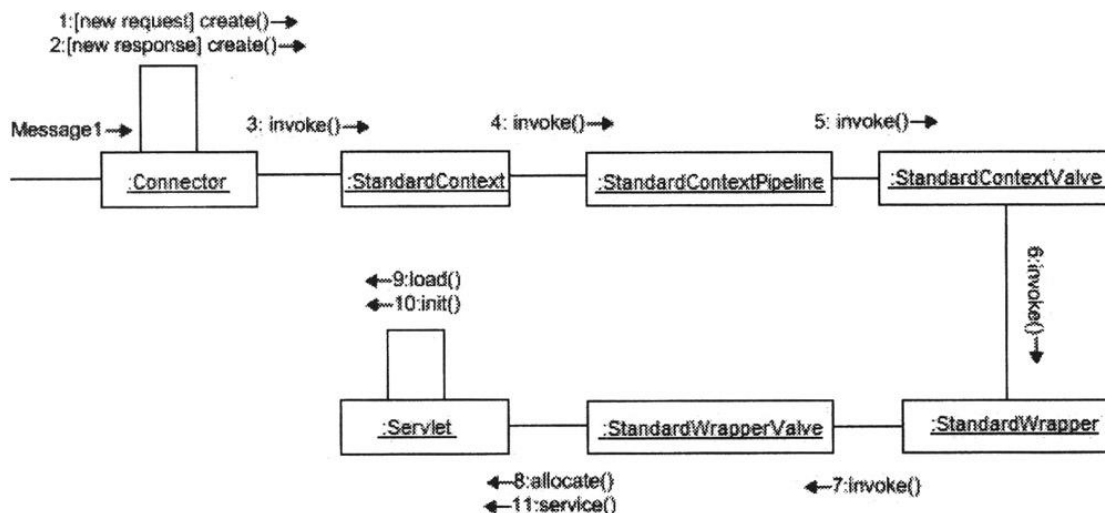 1:[new request] create()
2:[new response] create()
Message1
3: invoke()
4: invoke()
5: invoke()
:Connector
:StandardContext
:StandardContextPipeline
:StandardContextValve
6:invoke()
9:load()
10:init()
:Servlet
:StandardWrapperValve
:StandardWrapper
8:allocate()
11:service()
7:invoke()